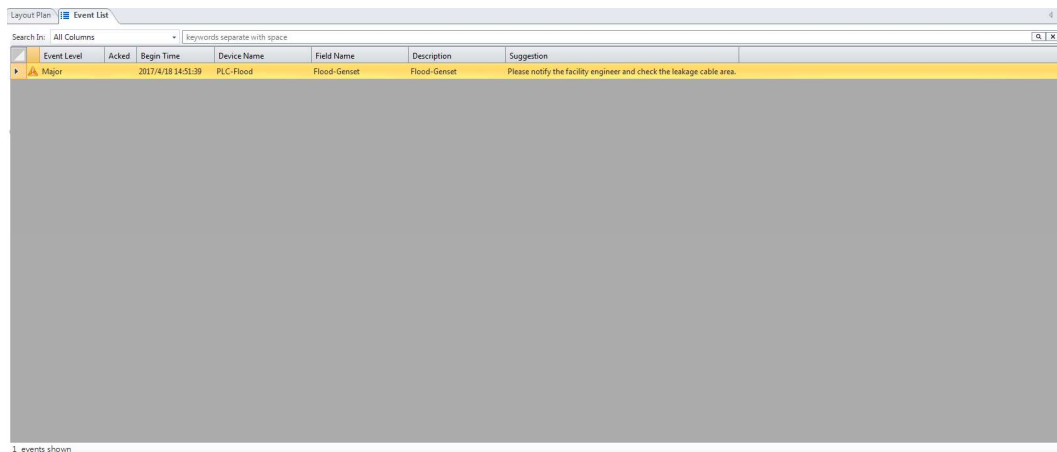 Layout Plan Event List
Search In: All Columns keywords separate with space
Event Level Acked Begin Time Device Name Field Name Description Suggestion
Major 2017/4/18 14:51:39 PLC-Flood Flood-Genset Flood-Genset Please notify the facility engineer and check the leakage cable area.
1 events shown